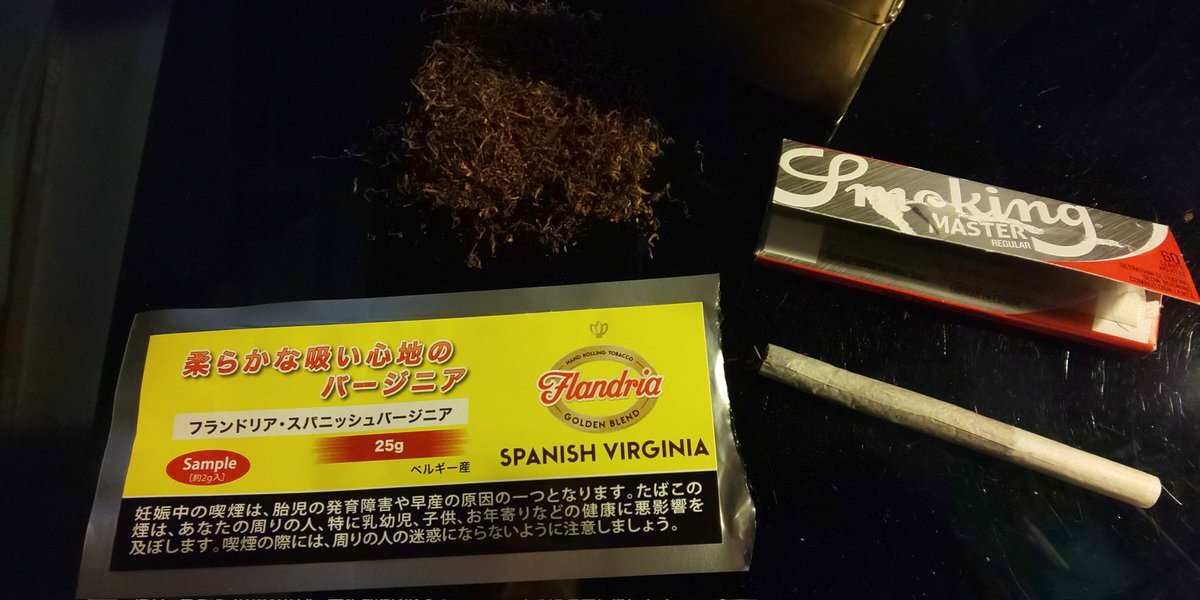 柔らかな吸い心地の
バージニア
フランドリア・スパニッシュバージニア
25g
Sample
[約2g入]
ベルギー産
HAND ROLLING TOBACCO
Flandria
GOLDEN BLEND
SPANISH VIRGINIA
妊娠中の喫煙は、胎児の発育障害や早産の原因の一つとなります。たばこの
煙は、あなたの周りの人、特に乳幼児、子供、お年寄りなどの健康に悪影響を
及ぼします。喫煙の際には、周りの人の迷惑にならないように注意しましょう。
Smoking
MASTER
REGULAR
60